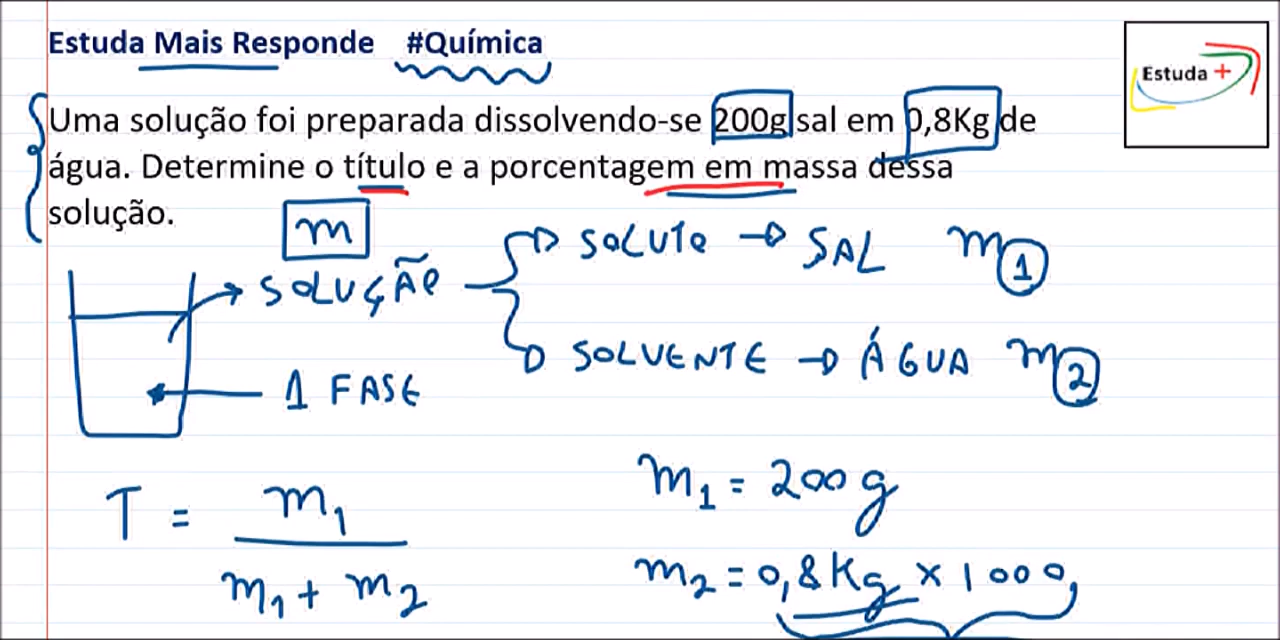 Estuda Mais Responde #Química
Estuda +
Uma solução foi preparada dissolvendo-se 200g sal em 0,8Kg de
água. Determine o título e a porcentagem em massa dessa
solução.
m
SOLUTO → SAL m1
SOLUÇÃO
SOLVENTE → ÁGUA m2
1 FASE
m1 = 200 g
T = m1
m1 + m2
m2 = 0,8 Kg x 1000